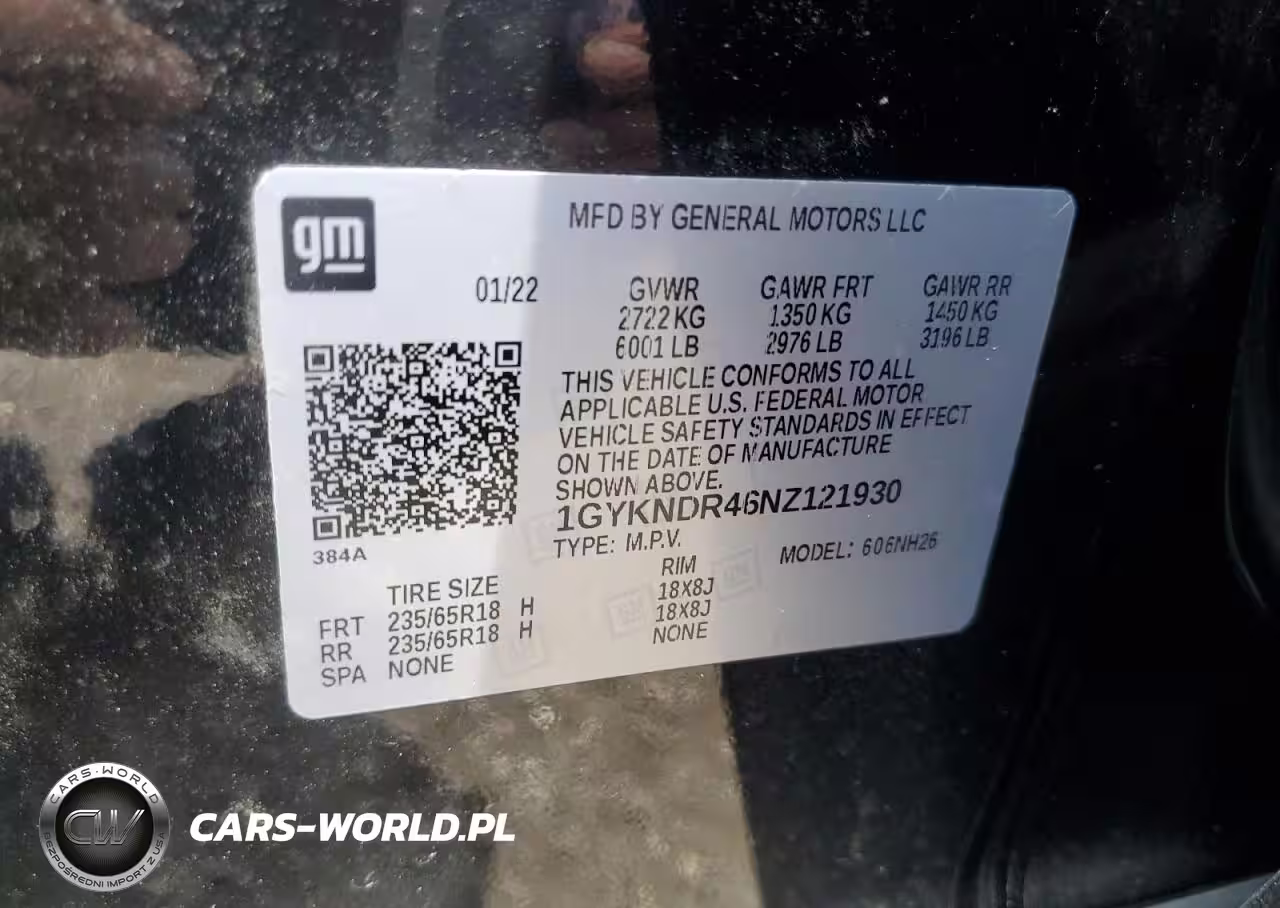 gm
MFD BY GENERAL MOTORS LLC
01/22
GVWR GAWR FRT GAWR RR
2722 KG 1350 KG 1450 KG
6001 LB 2976 LB 3196 LB
THIS VEHICLE CONFORMS TO ALL
APPLICABLE U.S. FEDERAL MOTOR
VEHICLE SAFETY STANDARDS IN EFFECT
ON THE DATE OF MANUFACTURE
SHOWN ABOVE.
1GYKNDR46NZ121930
TYPE: M.P.V. MODEL: 606NH26
384A
TIRE SIZE RIM
FRT 235/65R18 H 18X8J
RR 235/65R18 H 18X8J
SPA NONE NONE
CARS-WORLD
CW
BEZPOŚREDNI IMPORT Z USA
CARS-WORLD.PL